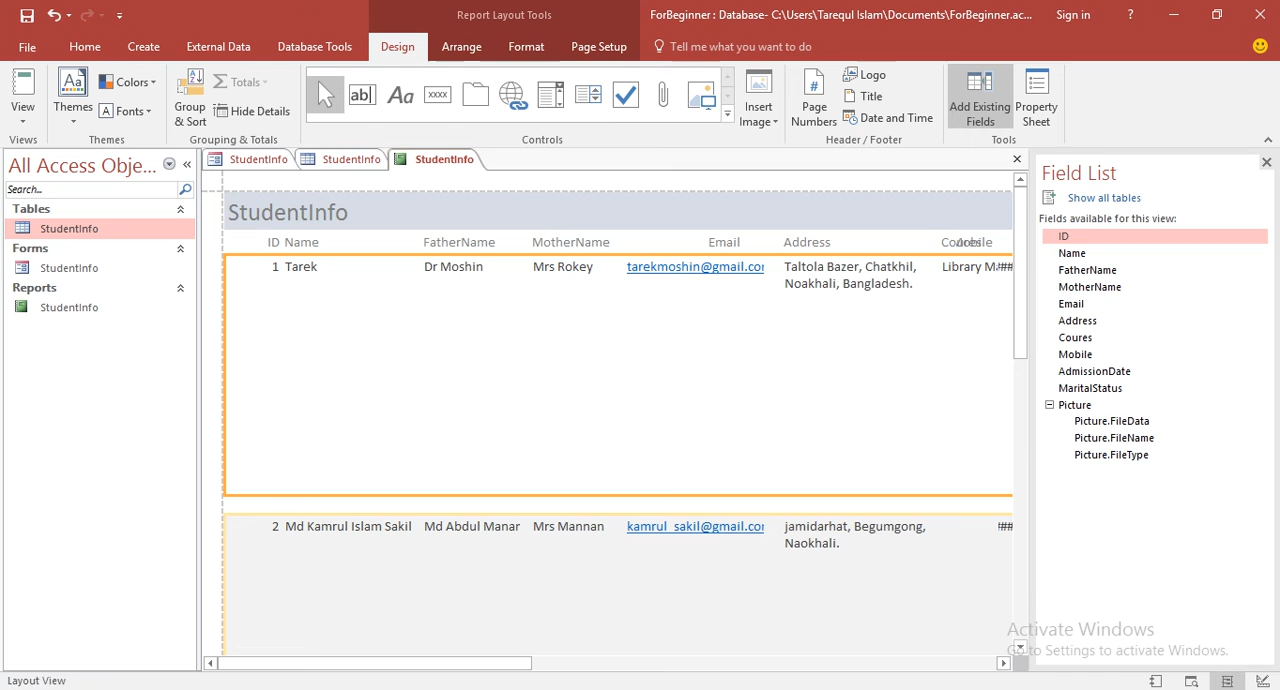 Report Layout Tools
ForBeginner : Database- C:\Users\Tarequl Islam\Documents\ForBeginner.ac...
Sign in
?
File
Home
Create
External Data
Database Tools
Design
Arrange
Format
Page Setup
Tell me what you want to do
View
Views
Themes
Colors
Fonts
Themes
Group & Sort
Totals
Hide Details
Grouping & Totals
ab
Aa
xxxx
Controls
Insert Image
Page Numbers
Logo
Title
Date and Time
Header / Footer
Add Existing Fields
Property Sheet
Tools
All Access Obje...
Search...
Tables
StudentInfo
Forms
StudentInfo
Reports
StudentInfo
StudentInfo
StudentInfo
StudentInfo
StudentInfo
ID Name FatherName MotherName Email Address
1 Tarek Dr Moshin Mrs Rokey tarekmoshin@gmail.co Taltola Bazer, Chatkhil, Library M ##
Noakhali, Bangladesh.
2 Md Kamrul Islam Sakil Md Abdul Manar Mrs Mannan kamrul_sakil@gmail.co jamidarhat, Begumgong, ##
Naokhali.
Field List
Show all tables
Fields available for this view:
ID
Name
FatherName
MotherName
Email
Address
Coures
Mobile
AdmissionDate
MaritalStatus
Picture
Picture.FileData
Picture.FileName
Picture.FileType
Activate Windows
Go to Settings to activate Windows.
Layout View